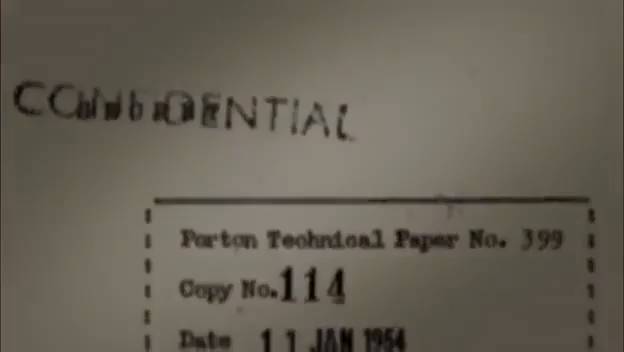 CONFIDENTIAL
Porton Technical Paper No. 399
Copy No. 114
Date 11 JAN 1954